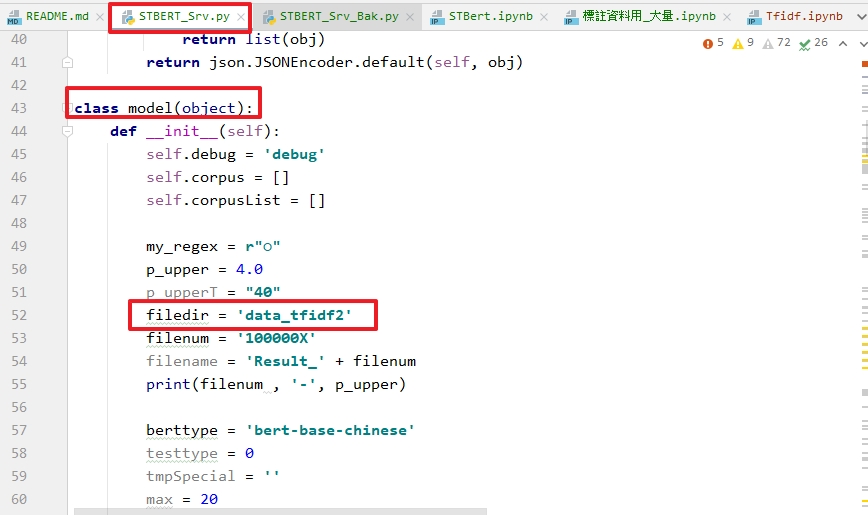 README.md STBERT_Srv.py STBERT_Srv_Bak.py STBert.ipynb 標註資料用_大量.ipynb Tfidf.ipynb
5 9 72 26
40 return list(obj)
41 return json.JSONEncoder.default(self, obj)
42
43 class model(object):
44 def __init__(self):
45 self.debug = 'debug'
46 self.corpus = []
47 self.corpusList = []
48
49 my_regex = r"○"
50 p_upper = 4.0
51 p_upperT = "40"
52 filedir = 'data_tfidf2'
53 filenum = '100000X'
54 filename = 'Result_' + filenum
55 print(filenum , '-', p_upper)
56
57 berttype = 'bert-base-chinese'
58 testtype = 0
59 tmpSpecial = ''
60 max = 20